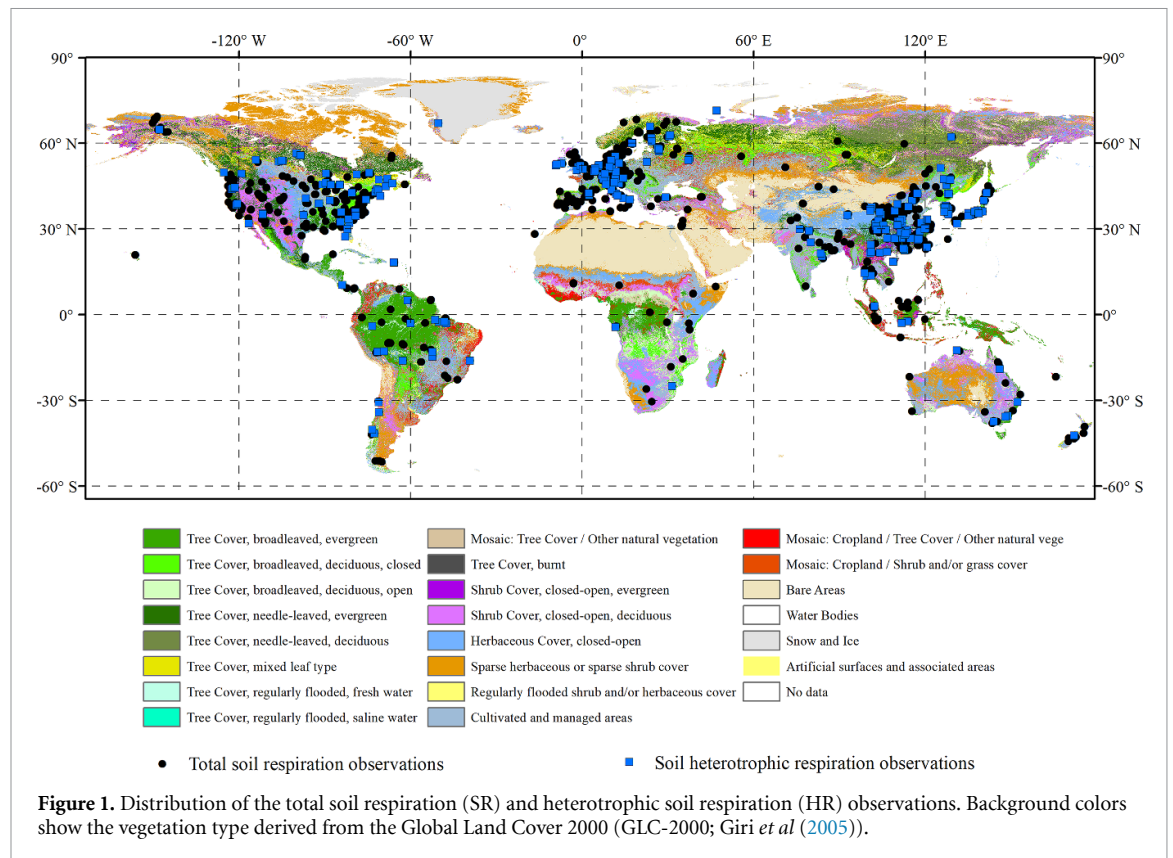 -120° W -60° W 0° 60° E 120° E
90° 90°
60° N 60° N
30° N 30° N
0° 0°
-30° S -30° S
-60° S -60° S
Tree Cover, broadleaved, evergreen
Tree Cover, broadleaved, deciduous, closed
Tree Cover, broadleaved, deciduous, open
Tree Cover, needle-leaved, evergreen
Tree Cover, needle-leaved, deciduous
Tree Cover, mixed leaf type
Tree Cover, regularly flooded, fresh water
Tree Cover, regularly flooded, saline water
Mosaic: Tree Cover / Other natural vegetation
Tree Cover, burnt
Shrub Cover, closed-open, evergreen
Shrub Cover, closed-open, deciduous
Herbaceous Cover, closed-open
Sparse herbaceous or sparse shrub cover
Regularly flooded shrub and/or herbaceous cover
Cultivated and managed areas
Mosaic: Cropland / Tree Cover / Other natural vege
Mosaic: Cropland / Shrub and/or grass cover
Bare Areas
Water Bodies
Snow and Ice
Artificial surfaces and associated areas
No data
Total soil respiration observations
Soil heterotrophic respiration observations
Figure 1. Distribution of the total soil respiration (SR) and heterotrophic soil respiration (HR) observations. Background colors
show the vegetation type derived from the Global Land Cover 2000 (GLC-2000; Giri et al (2005)).